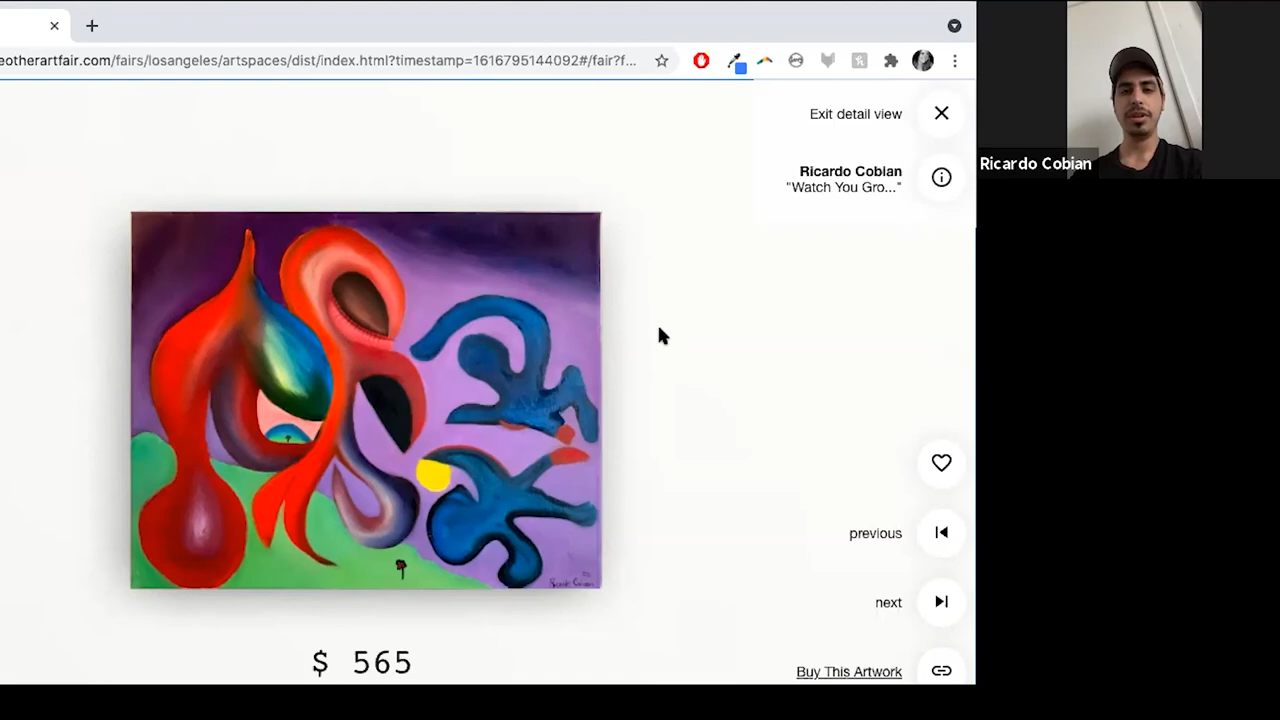 eotherartfair.com/fairs/losangeles/artspaces/dist/index.html?timestamp=1616795144092#/fair?f...
Exit detail view
Ricardo Cobian
"Watch You Gro..."
Ricardo Cobian
previous
next
$ 565
Buy This Artwork